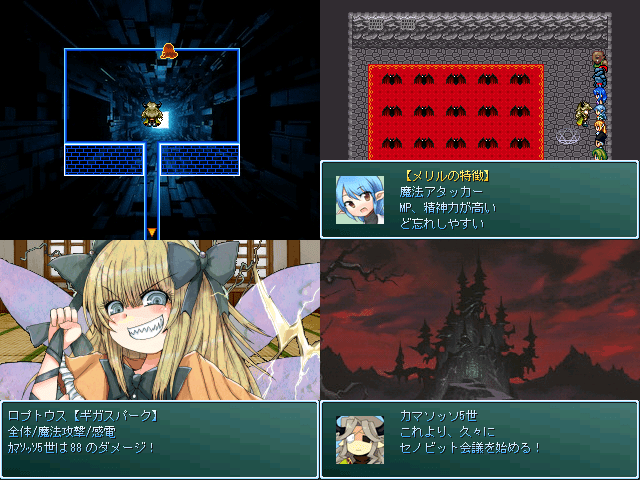 【メリルの特徴】
魔法アタッカー
MP、精神力が高い
ど忘れしやすい
ロプトウス【ギガスパーク】
全体/魔法攻撃/感電
ｶﾏｿｯｿ5世は 88 のダメージ！
カマソッソ5世
これより、久々に
セノビット会議を始める！